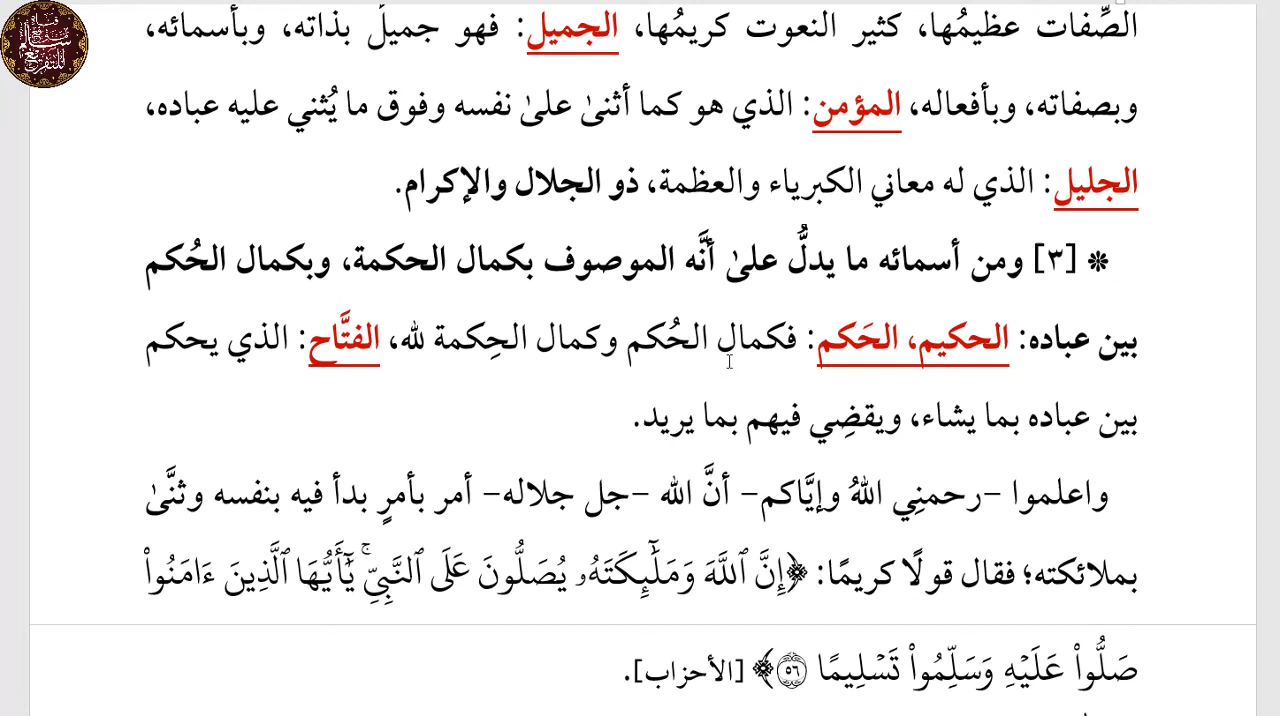 الصِّفات عظيمُها، كثير النعوت كريمُها، الجميل: فهو جميلٌ بذاته، وبأسمائه،
وبصفاته، وبأفعاله، المؤمن: الذي هو كما أثنىٰ علىٰ نفسه وفوق ما يُثني عليه عباده،
الجليل: الذي له معاني الكبرياء والعظمة، ذو الجلال والإكرام.
* [٣] ومن أسمائه ما يدلُّ علىٰ أنَّه الموصوف بكمال الحكمة، وبكمال الحُكم
بين عباده: الحكيم، الحَكم: فكمال الحُكم وكمال الحِكمة لله، الفتَّاح: الذي يحكم
بين عباده بما يشاء، ويقضِي فيهم بما يريد.
واعلموا -رحمنِي اللهُ وإيَّاكم- أنَّ الله -جل جلاله- أمر بأمرٍ بدأ فيه بنفسه وثنَّىٰ
بملائكته؛ فقال قولًا كريمًا: ﴿إِنَّ ٱللَّهَ وَمَلَٰٓئِكَتَهُۥ يُصَلُّونَ عَلَى ٱلنَّبِيِّۚ يَٰٓأَيُّهَا ٱلَّذِينَ ءَامَنُواْ
صَلُّواْ عَلَيۡهِ وَسَلِّمُواْ تَسۡلِيمًا ٥٦﴾ [الأحزاب].